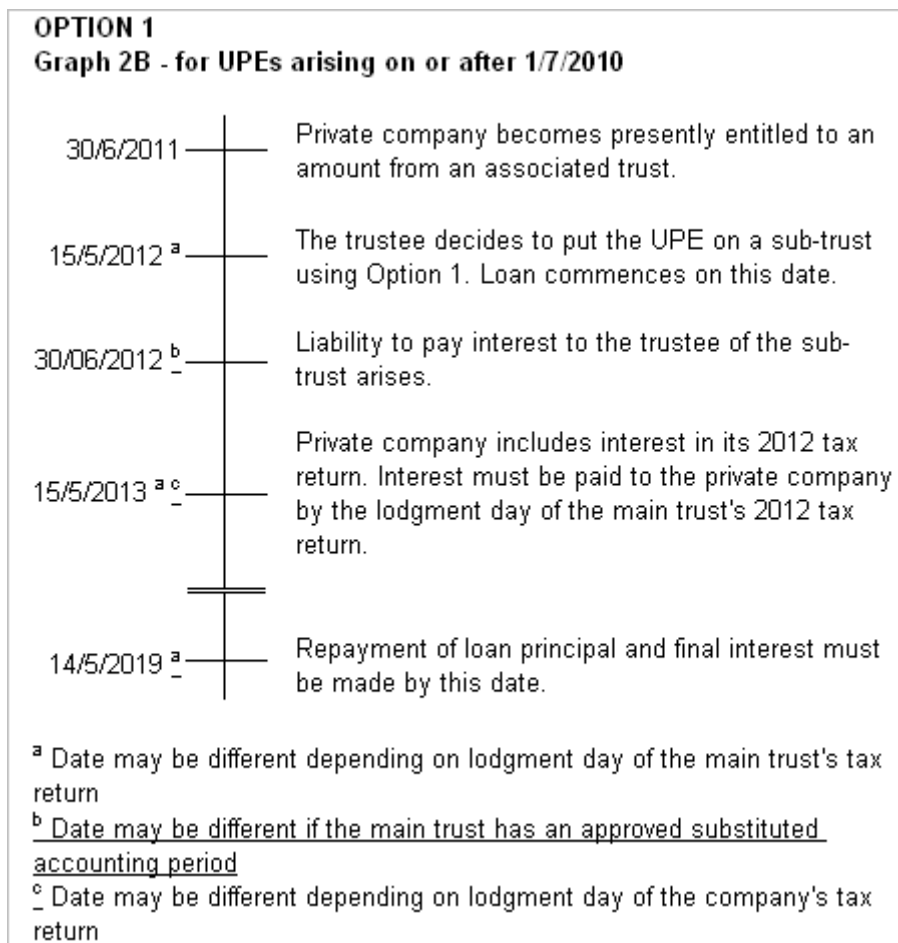 OPTION 1
Graph 2B - for UPEs arising on or after 1/7/2010
30/6/2011
Private company becomes presently entitled to an
amount from an associated trust.
15/5/2012 a
The trustee decides to put the UPE on a sub-trust
using Option 1. Loan commences on this date.
30/06/2012 b
Liability to pay interest to the trustee of the sub-
trust arises.
15/5/2013 a c
Private company includes interest in its 2012 tax
return. Interest must be paid to the private company
by the lodgment day of the main trust's 2012 tax
return.
14/5/2019 a
Repayment of loan principal and final interest must
be made by this date.
a Date may be different depending on lodgment day of the main trust's tax
return
b Date may be different if the main trust has an approved substituted
accounting period
c Date may be different depending on lodgment day of the company's tax
return